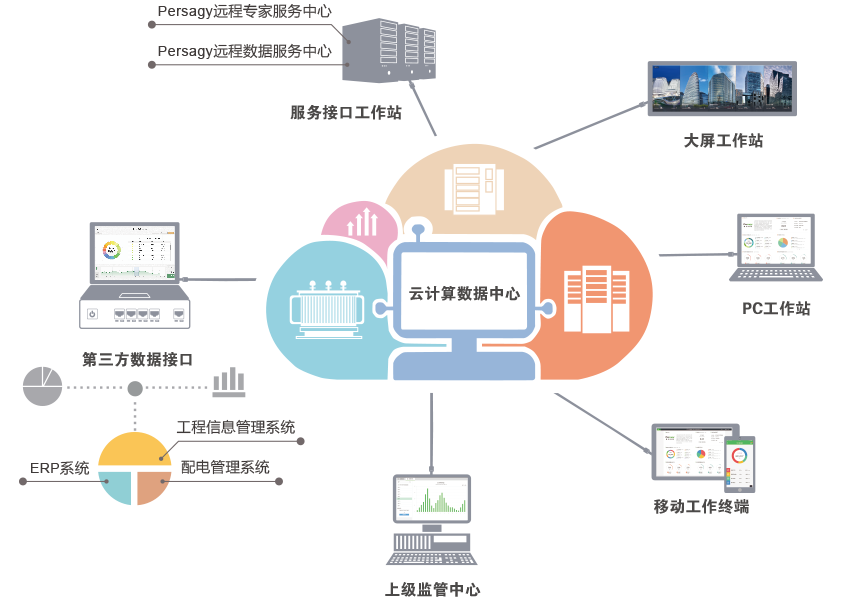 Persagy远程专家服务中心
Persagy远程数据服务中心
服务接口工作站
大屏工作站
云计算数据中心
PC工作站
第三方数据接口
工程信息管理系统
ERP系统
配电管理系统
移动工作终端
上级监管中心